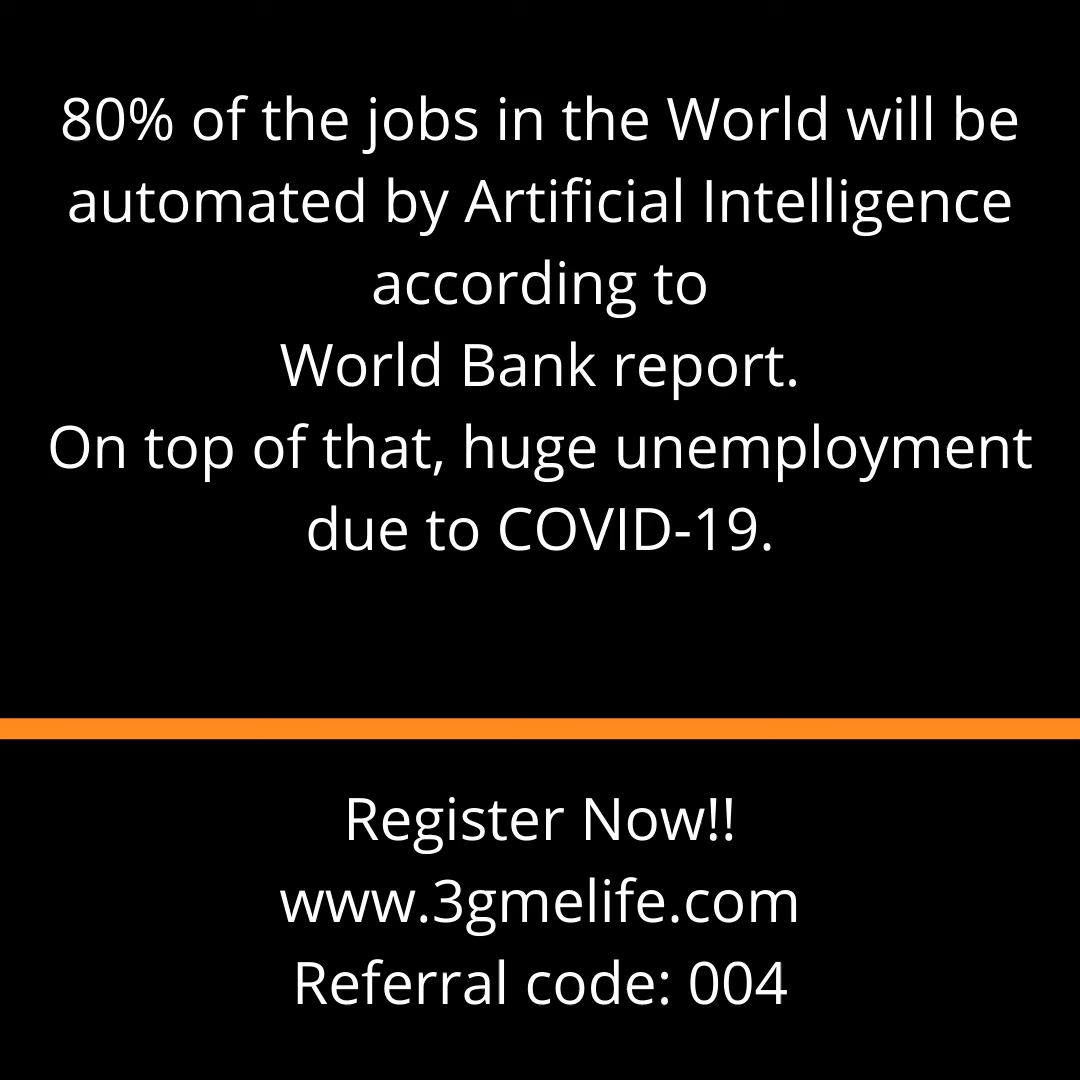 80% of the jobs in the World will be
automated by Artificial Intelligence
according to
World Bank report.
On top of that, huge unemployment
due to COVID-19.
Register Now!!
www.3gmelife.com
Referral code: 004